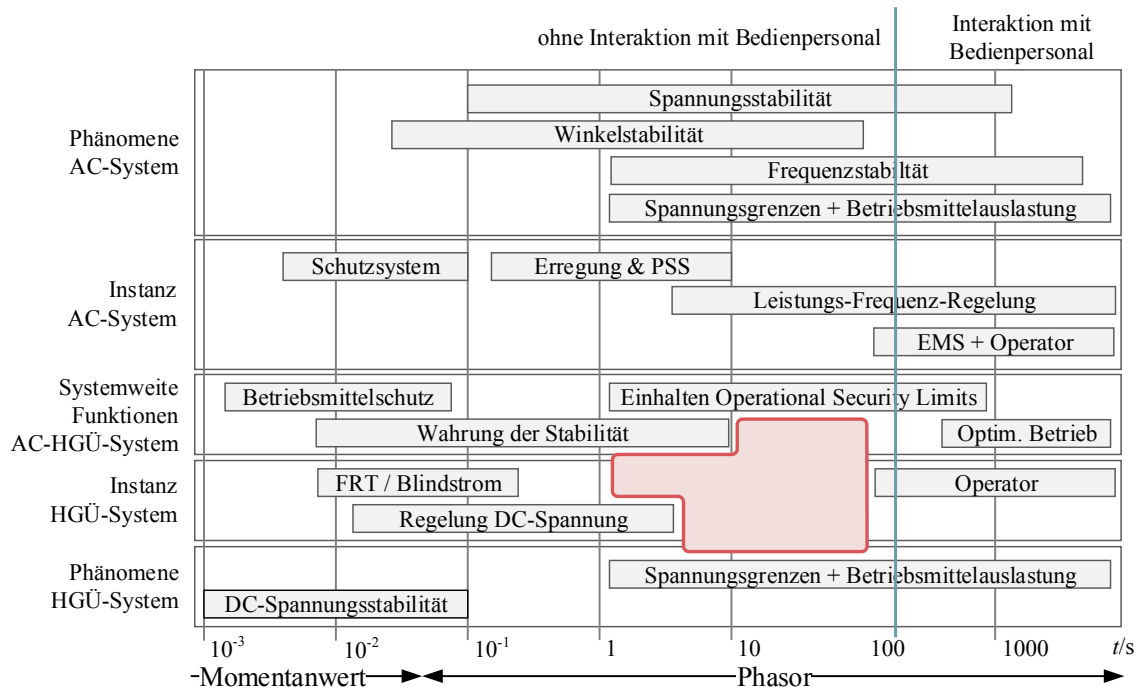 ohne Interaktion mit Bedienpersonal
Interaktion mit
Bedienpersonal
Phänomene
AC-System
Spannungsstabilität
Winkelstabilität
Frequenzstabiltät
Spannungsgrenzen + Betriebsmittelauslastung
Instanz
AC-System
Schutzsystem
Erregung & PSS
Leistungs-Frequenz-Regelung
EMS + Operator
Systemweite
Funktionen
AC-HGÜ-System
Betriebsmittelschutz
Einhalten Operational Security Limits
Wahrung der Stabilität
Optim. Betrieb
Instanz
HGÜ-System
FRT / Blindstrom
Operator
Regelung DC-Spannung
Phänomene
HGÜ-System
Spannungsgrenzen + Betriebsmittelauslastung
DC-Spannungsstabilität
10⁻³ 10⁻² 10⁻¹ 1 10 100 1000 t/s
Momentanwert Phasor